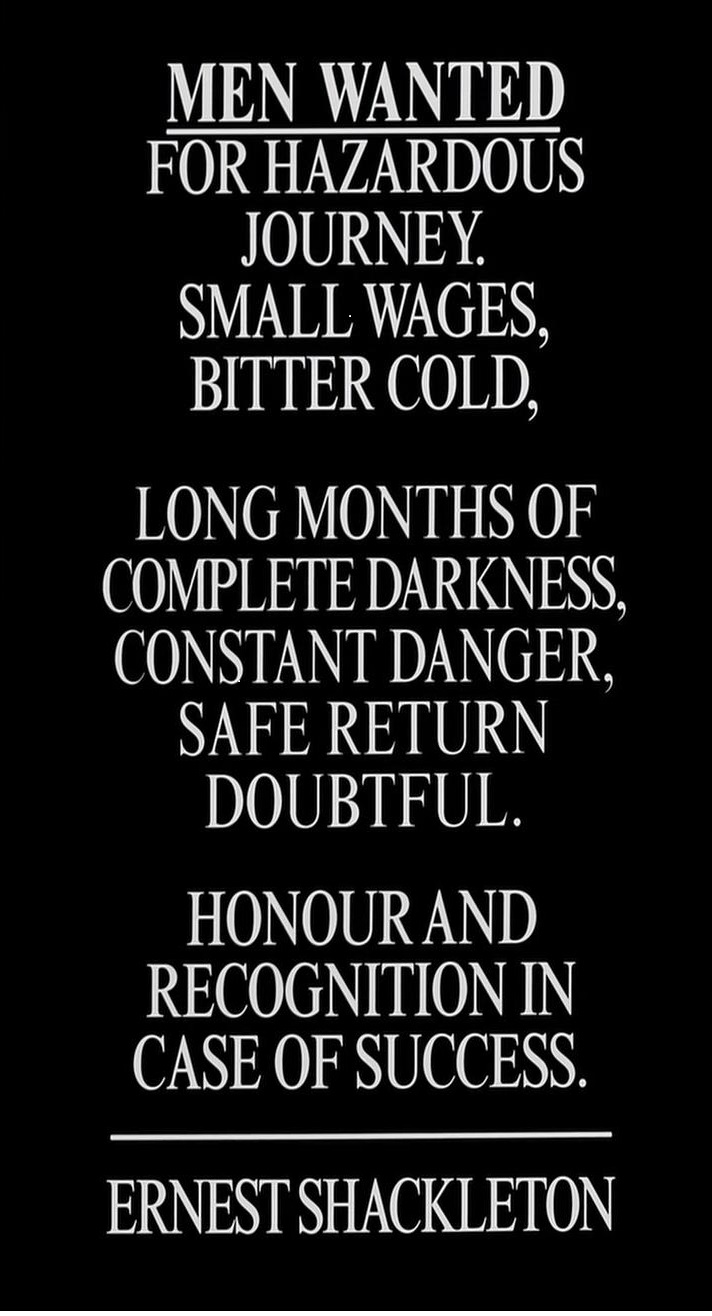 MEN WANTED
FOR HAZARDOUS
JOURNEY.
SMALL WAGES,
BITTER COLD,
LONG MONTHS OF
COMPLETE DARKNESS,
CONSTANT DANGER,
SAFE RETURN
DOUBTFUL.
HONOUR AND
RECOGNITION IN
CASE OF SUCCESS.
ERNEST SHACKLETON